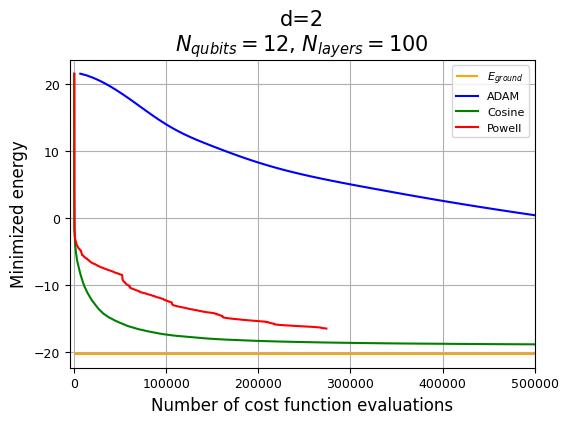 d=2
N_qubits = 12, N_layers = 100
Minimized energy
20
10
0
−10
−20
E_ground
ADAM
Cosine
Powell
0 100000 200000 300000 400000 500000
Number of cost function evaluations